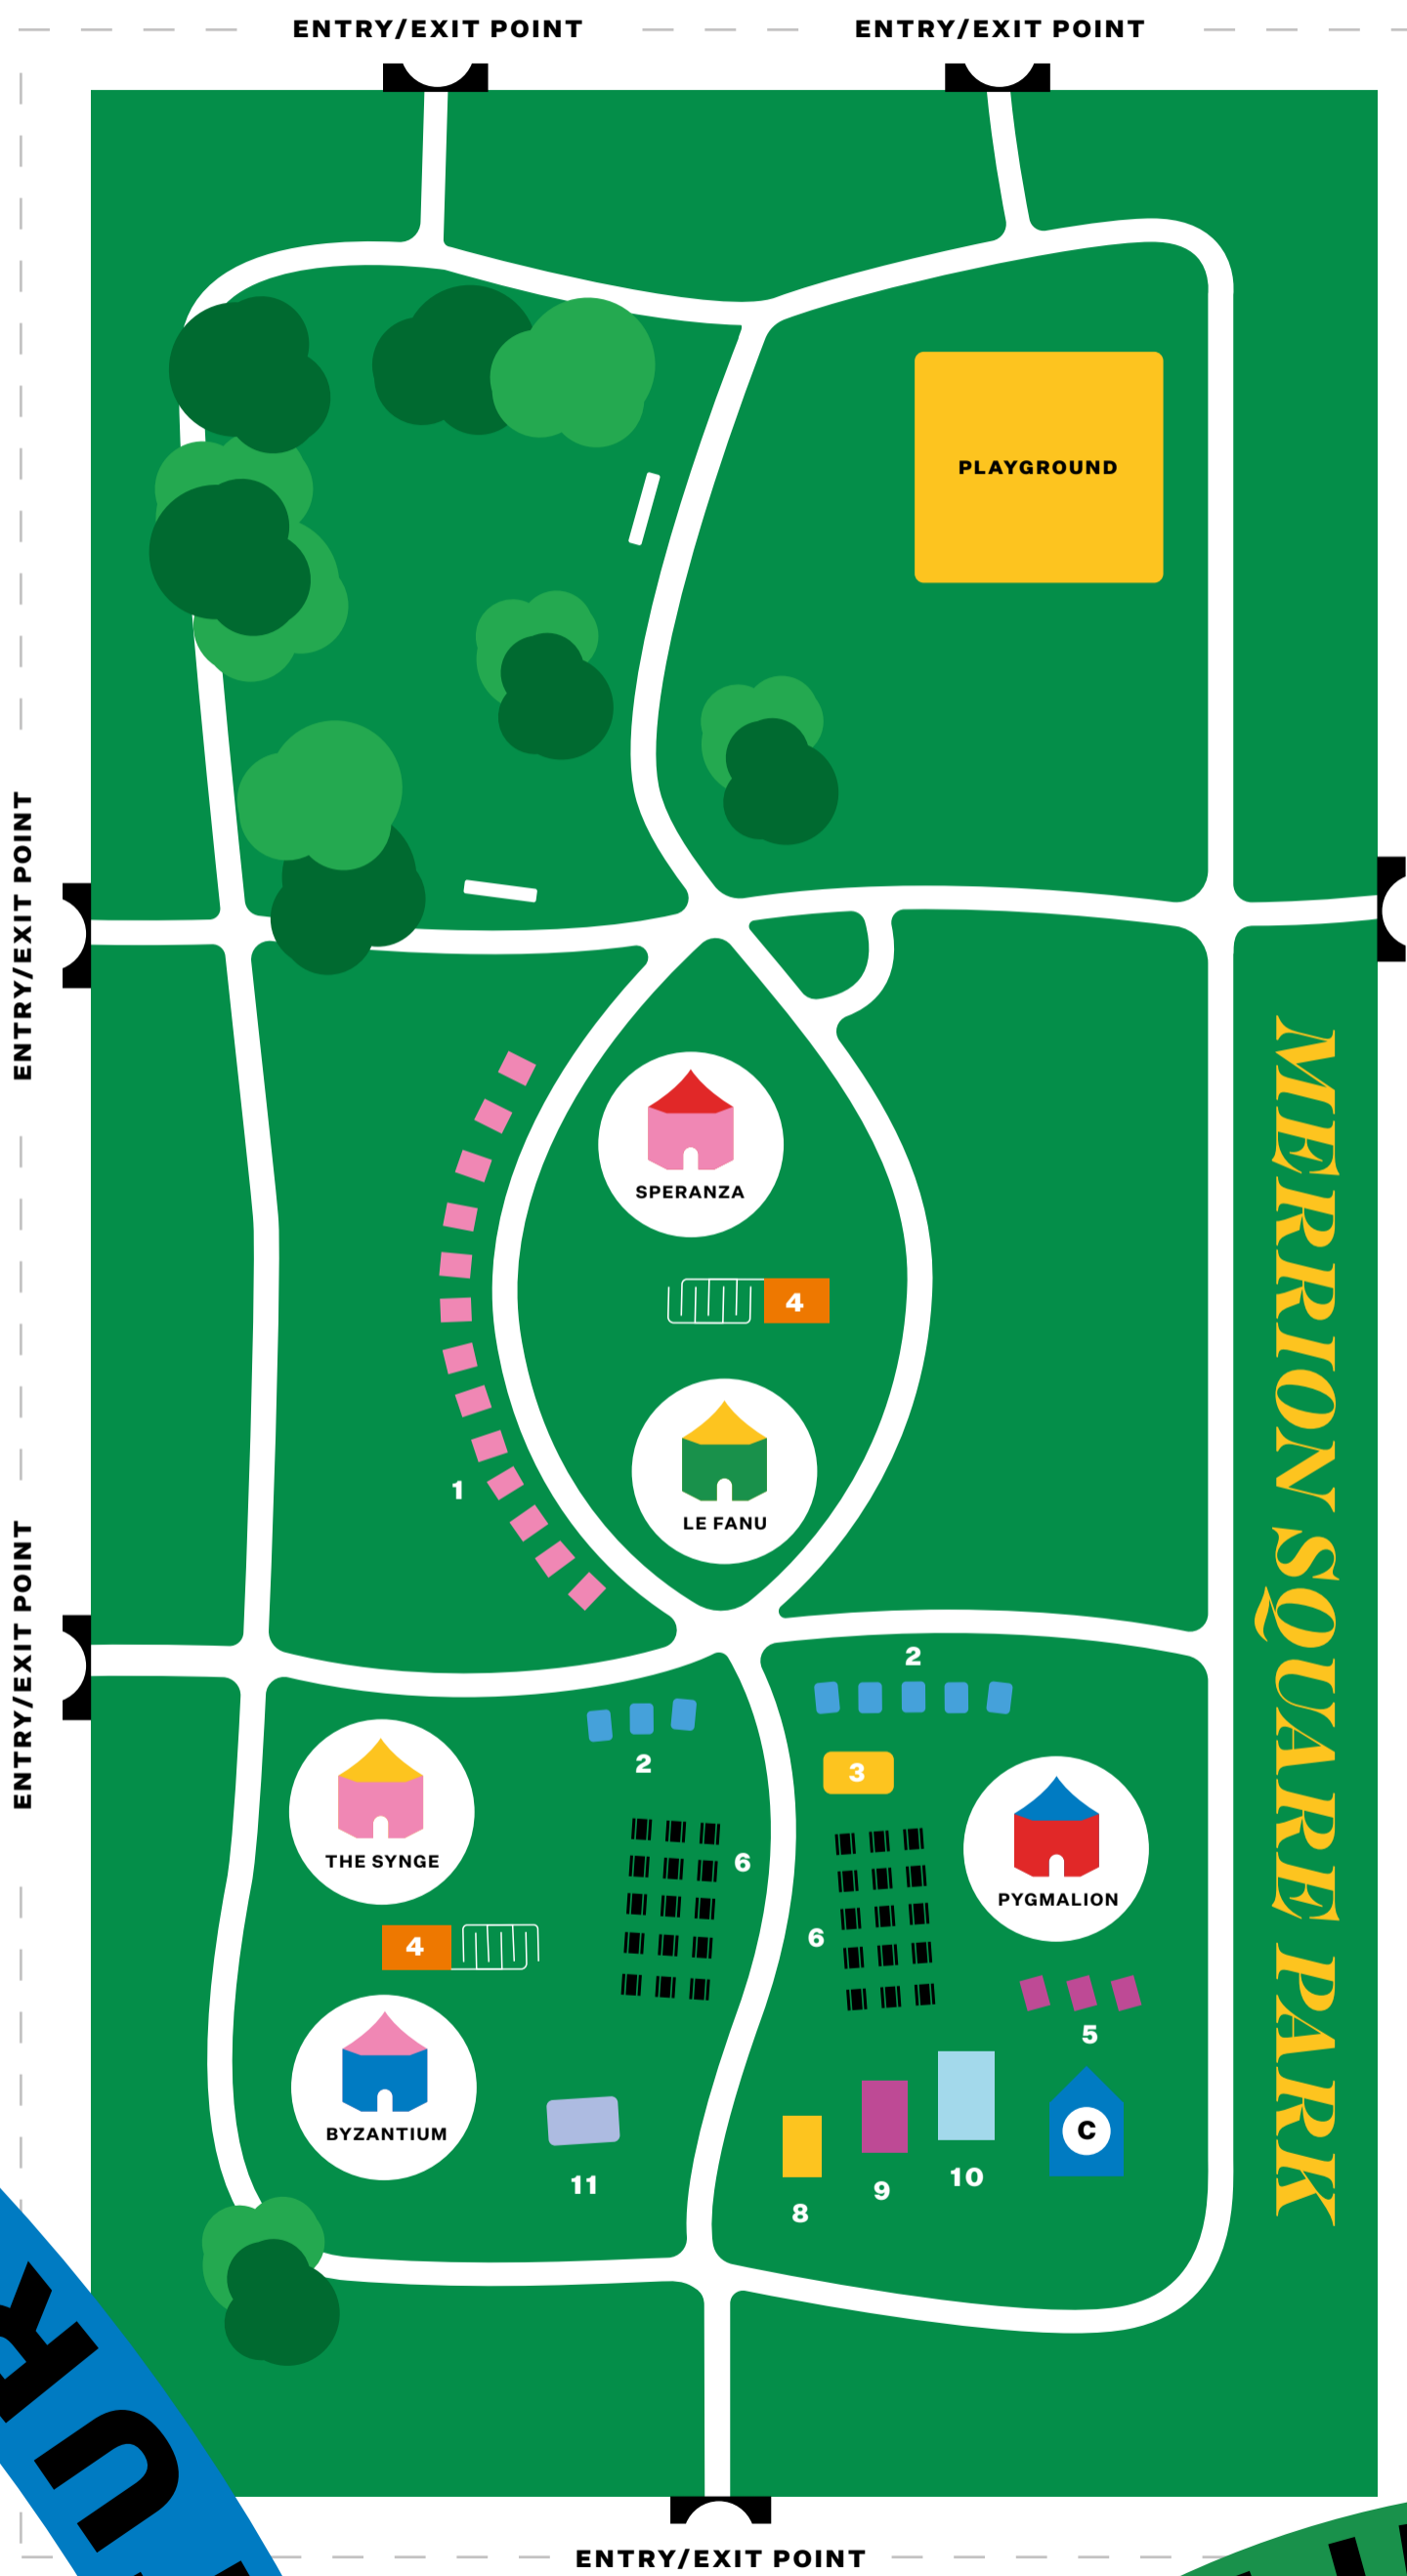 ENTRY/EXIT POINT
ENTRY/EXIT POINT
PLAYGROUND
ENTRY/EXIT POINT
MERRION SQUARE PARK
SPERANZA
4
LE FANU
1
ENTRY/EXIT POINT
2
2
3
THE SYNGE
6
PYGMALION
6
4
5
BYZANTIUM
C
11
10
9
8
ENTRY/EXIT POINT